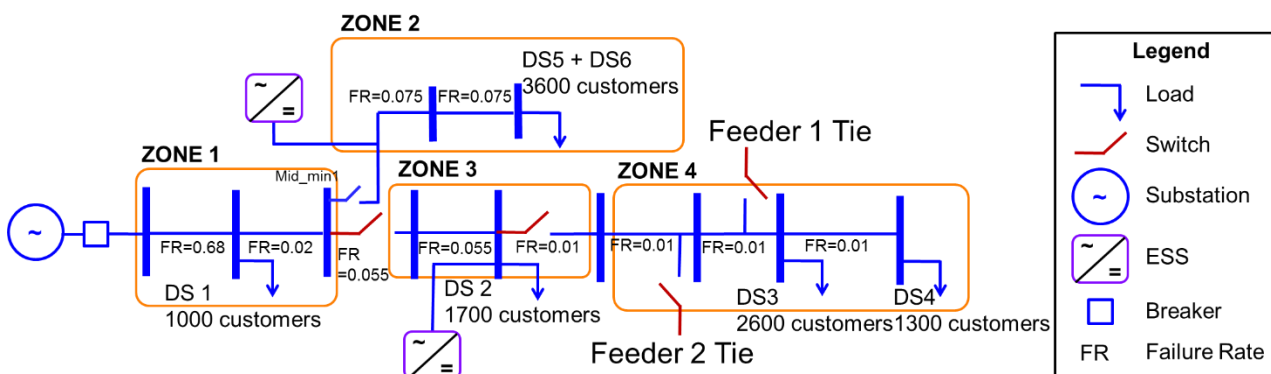 ZONE 2
DS5 + DS6
3600 customers
FR=0.075
FR=0.075
~
=
Feeder 1 Tie
ZONE 1
Mid_min1
ZONE 3
ZONE 4
~
FR=0.68
FR=0.02
FR
=0.055
FR=0.055
FR=0.01
FR=0.01
FR=0.01
FR=0.01
DS 1
1000 customers
DS 2
1700 customers
~
=
DS3
2600 customers
DS4
1300 customers
Feeder 2 Tie
Legend
Load
Switch
~
Substation
~
=
ESS
Breaker
FR
Failure Rate